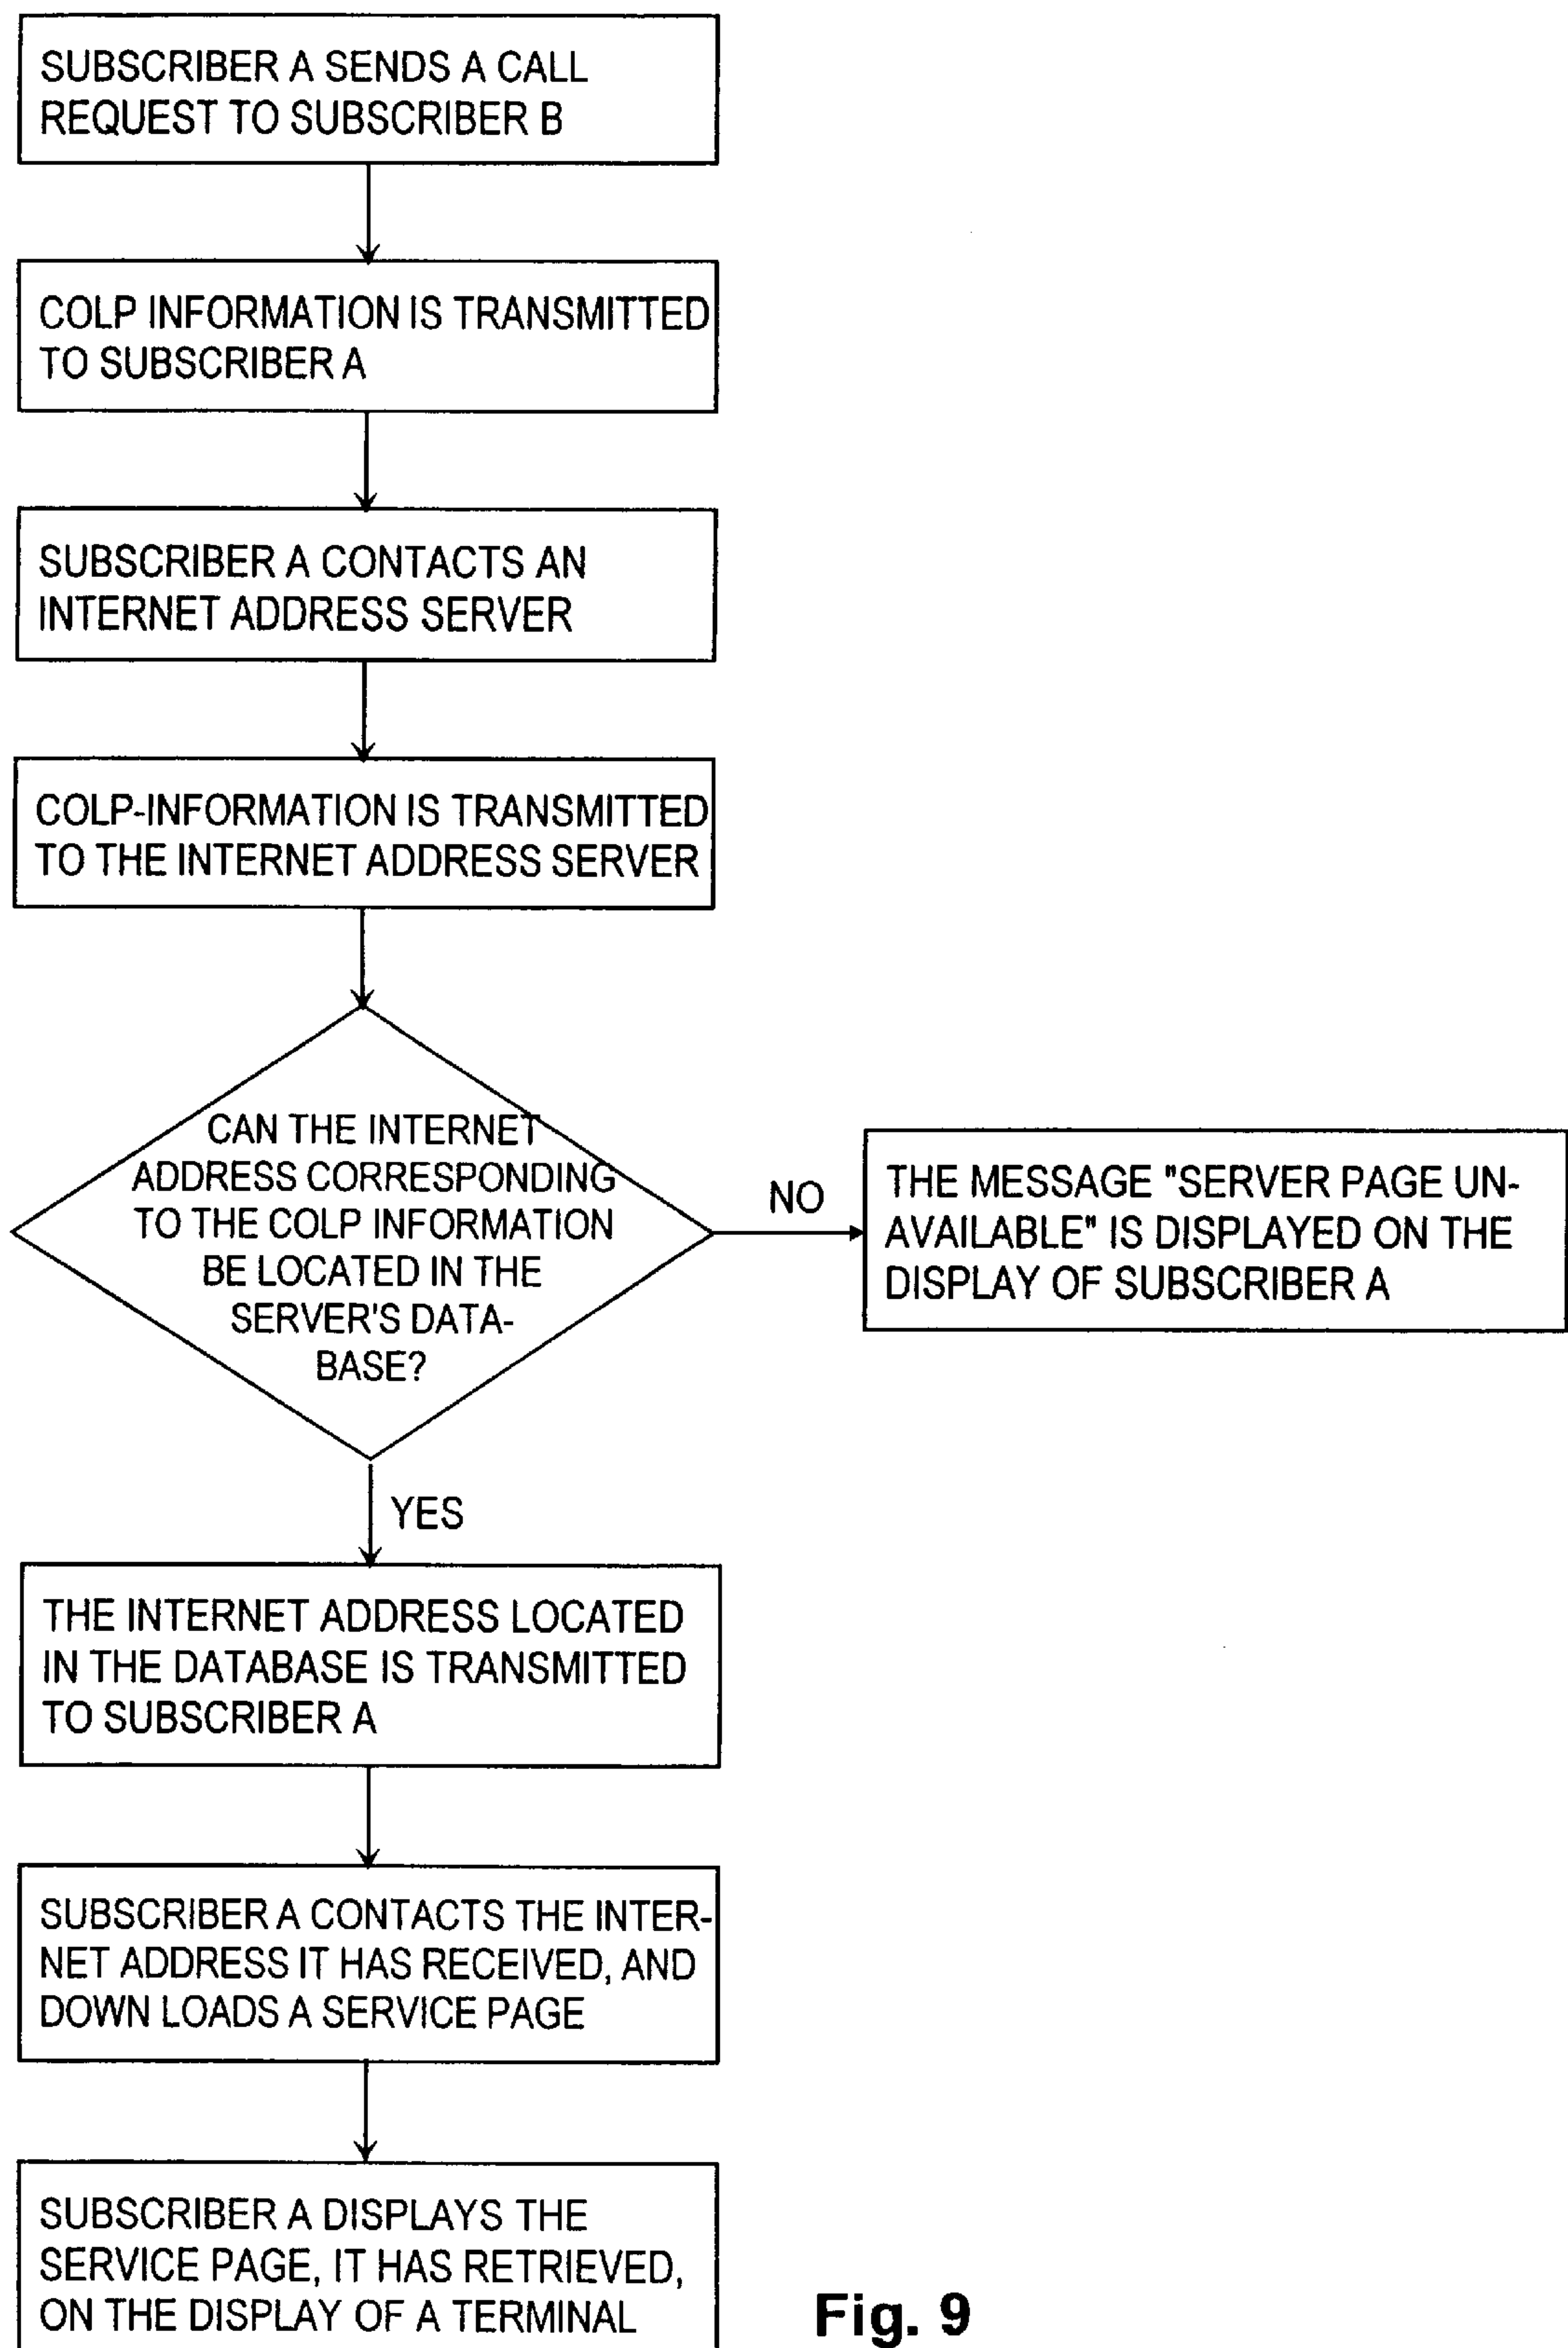 SUBSCRIBER A SENDS A CALL
REQUEST TO SUBSCRIBER B
COLP INFORMATION IS TRANSMITTED
TO SUBSCRIBER A
SUBSCRIBER A CONTACTS AN
INTERNET ADDRESS SERVER
COLP-INFORMATION IS TRANSMITTED
TO THE INTERNET ADDRESS SERVER
CAN THE INTERNET
ADDRESS CORRESPONDING
TO THE COLP INFORMATION
BE LOCATED IN THE
SERVER'S DATA-
BASE?
NO
THE MESSAGE "SERVER PAGE UN-
AVAILABLE" IS DISPLAYED ON THE
DISPLAY OF SUBSCRIBER A
YES
THE INTERNET ADDRESS LOCATED
IN THE DATABASE IS TRANSMITTED
TO SUBSCRIBER A
SUBSCRIBER A CONTACTS THE INTER-
NET ADDRESS IT HAS RECEIVED, AND
DOWN LOADS A SERVICE PAGE
SUBSCRIBER A DISPLAYS THE
SERVICE PAGE, IT HAS RETRIEVED,
ON THE DISPLAY OF A TERMINAL
Fig. 9